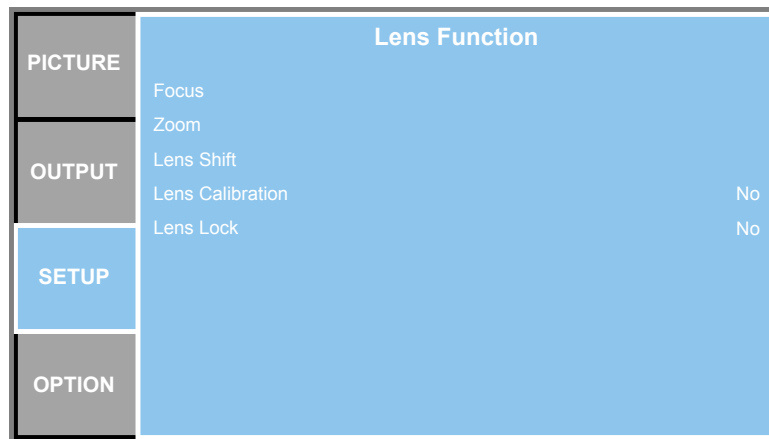 Lens Function
PICTURE
Focus
Zoom
OUTPUT
Lens Shift
Lens Calibration No
Lens Lock No
SETUP
OPTION